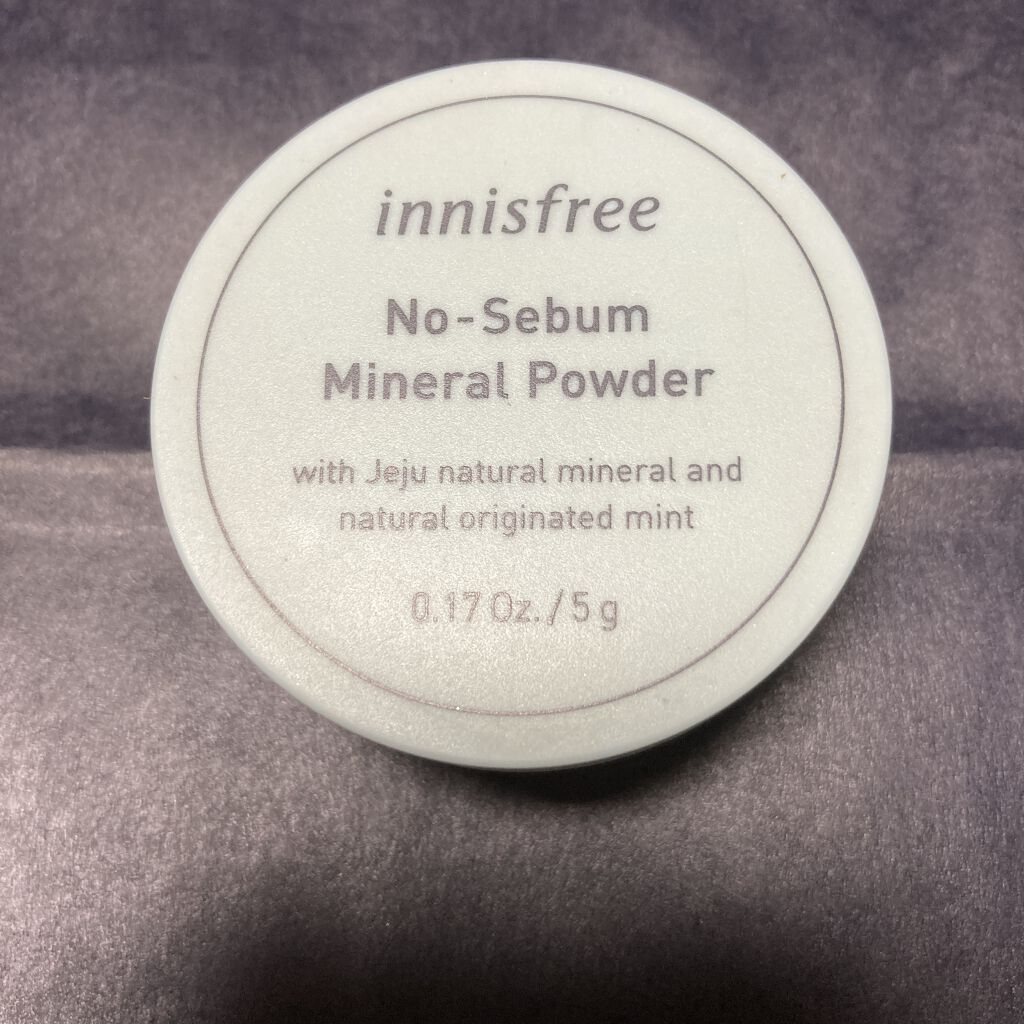 innisfree
No-Sebum
Mineral Powder
with Jeju natural mineral and
natural originated mint
0.17 Oz. / 5 g